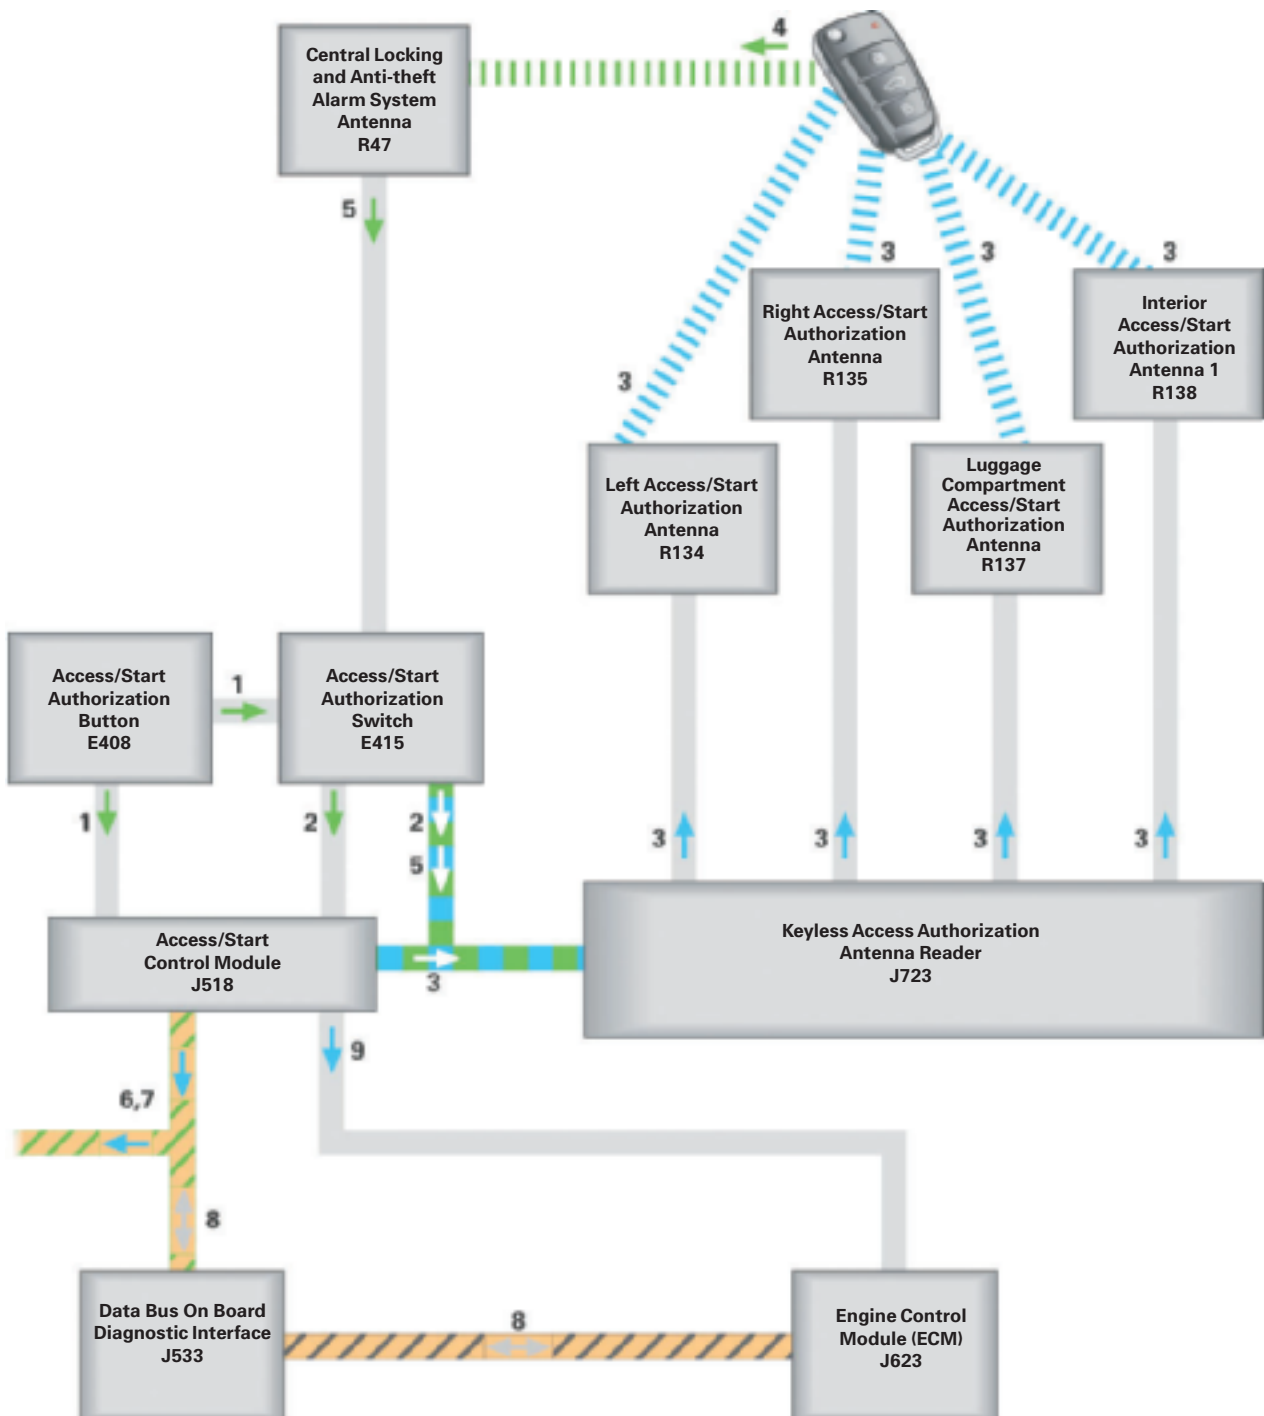 4
Central Locking
and Anti-theft
Alarm System
Antenna
R47
5
3
3
3
3
Right Access/Start
Authorization
Antenna
R135
Interior
Access/Start
Authorization
Antenna 1
R138
Left Access/Start
Authorization
Antenna
R134
Luggage
Compartment
Access/Start
Authorization
Antenna
R137
Access/Start
Authorization
Button
E408
1
Access/Start
Authorization
Switch
E415
1
2
2
5
3
3
3
3
Access/Start
Control Module
J518
3
Keyless Access Authorization
Antenna Reader
J723
9
6,7
8
Data Bus On Board
Diagnostic Interface
J533
8
Engine Control
Module (ECM)
J623